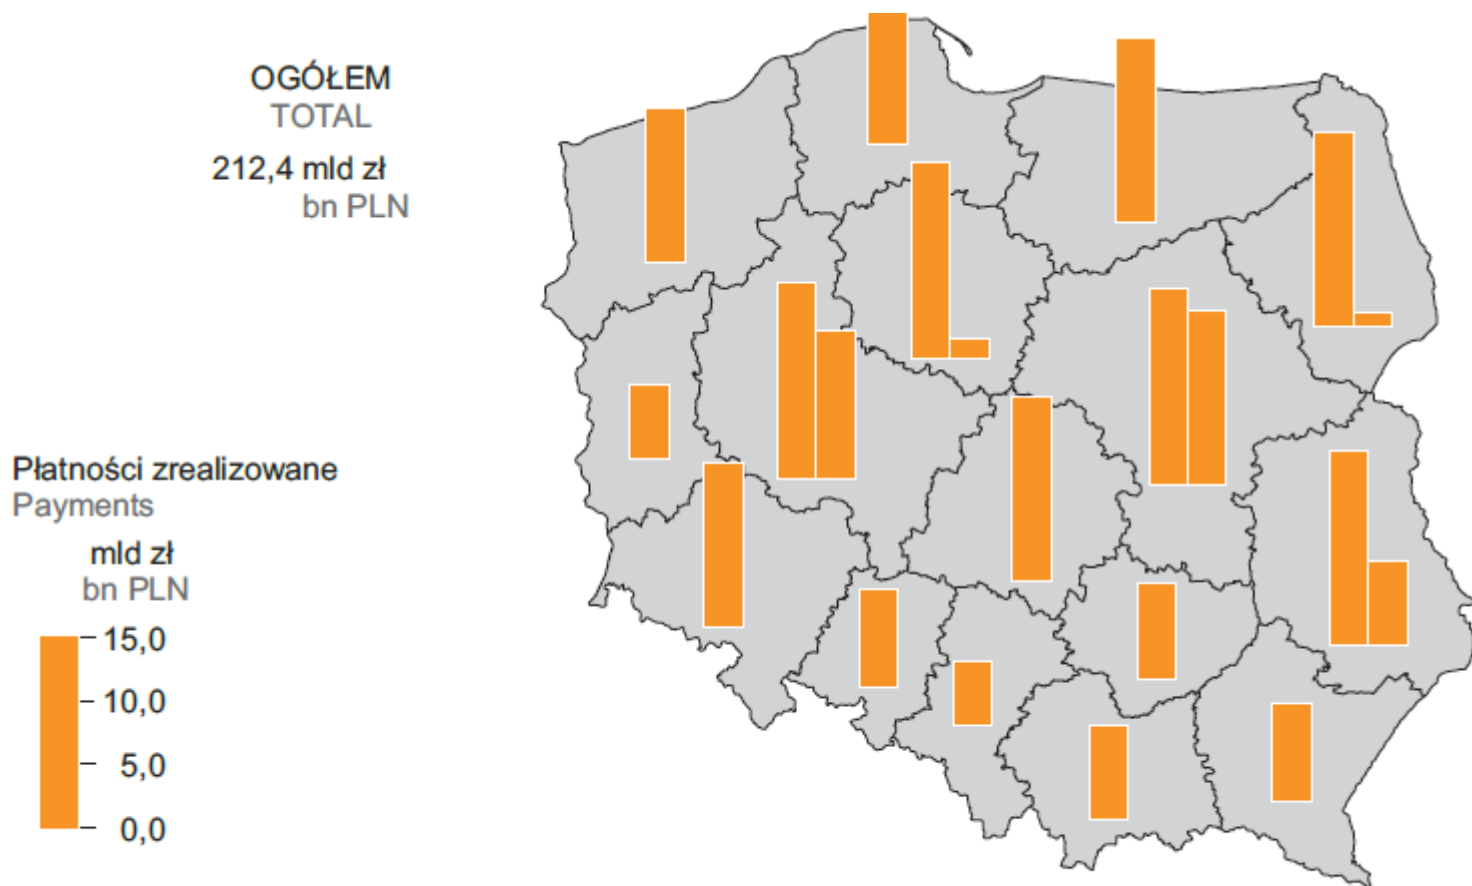 OGÓŁEM
TOTAL
212,4 mld zł
bn PLN
Płatności zrealizowane
Payments
mld zł
bn PLN
15,0
10,0
5,0
0,0